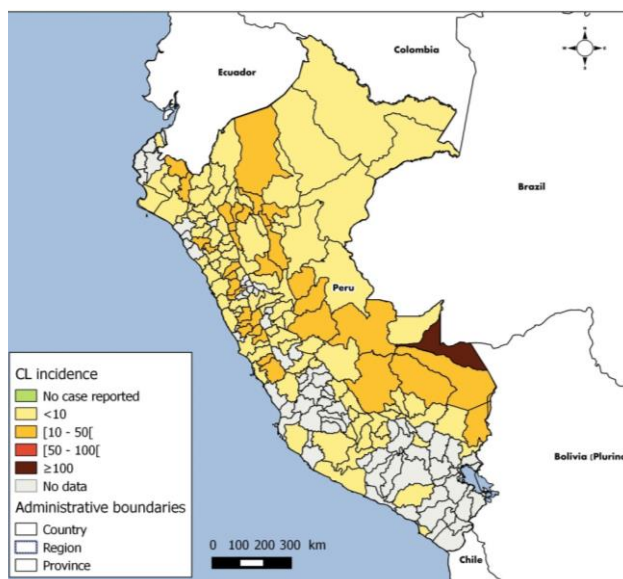 Colombia
Ecuador
Brazil
Peru
CL incidence
No case reported
<10
[10 - 50[
[50 - 100[
≥100
No data
Administrative boundaries
Country
Region
Province
0 100 200 300 km
Bolivia (Plurina
Chile